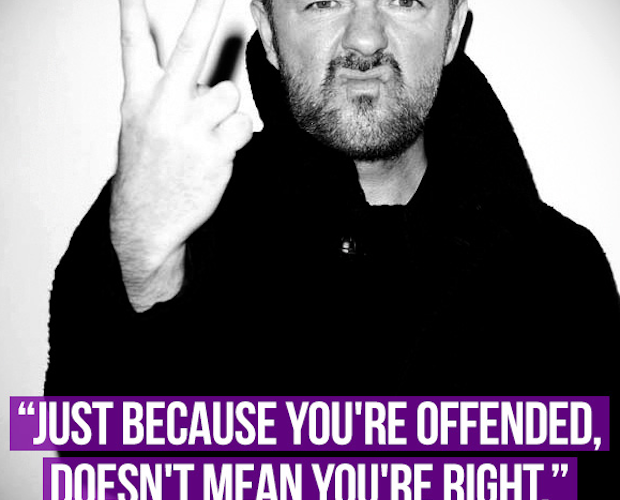 “JUST BECAUSE YOU'RE OFFENDED,
DOESN'T MEAN YOU'RE RIGHT.”